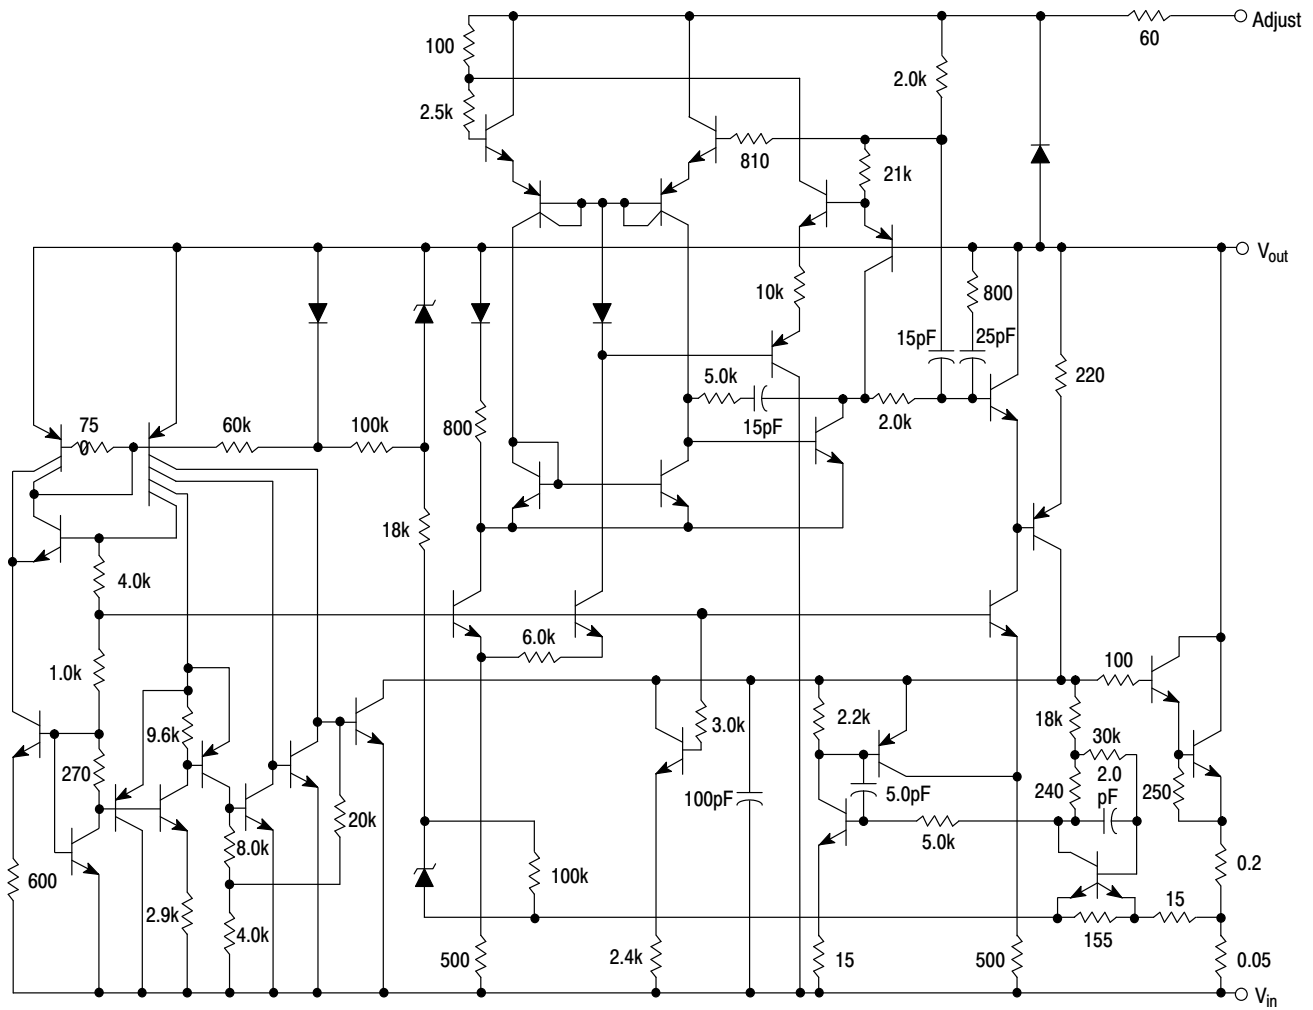 Adjust
60
100
2.0k
2.5k
810
21k
Vout
10k
800
15pF
25pF
5.0k
220
75
0
60k
100k
800
15pF
2.0k
18k
4.0k
6.0k
1.0k
100
2.2k
3.0k
18k
30k
9.6k
270
2.0
pF
240
250
100pF
5.0pF
20k
5.0k
8.0k
0.2
600
100k
15
2.9k
4.0k
155
500
2.4k
15
500
0.05
Vin